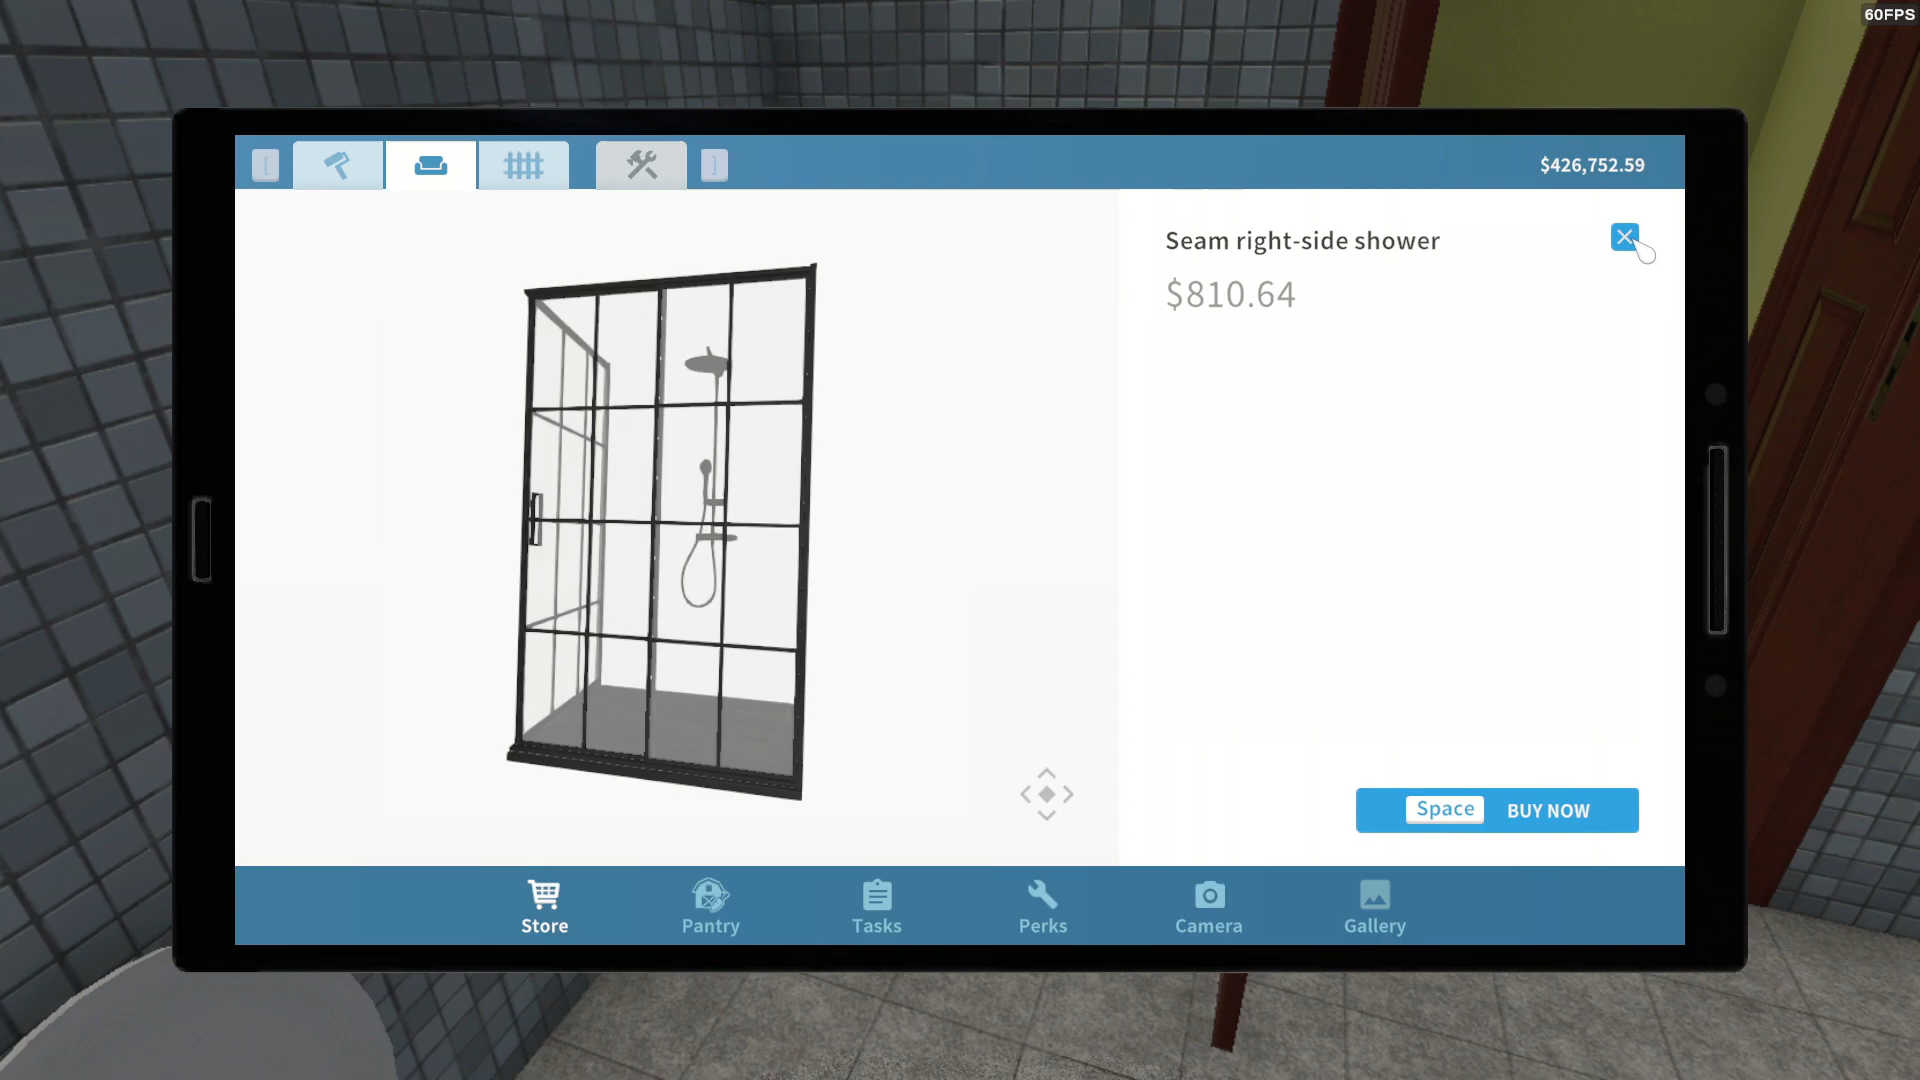 60FPS
[
]
$426,752.59
Seam right-side shower
$810.64
Space BUY NOW
Store
Pantry
Tasks
Perks
Camera
Gallery